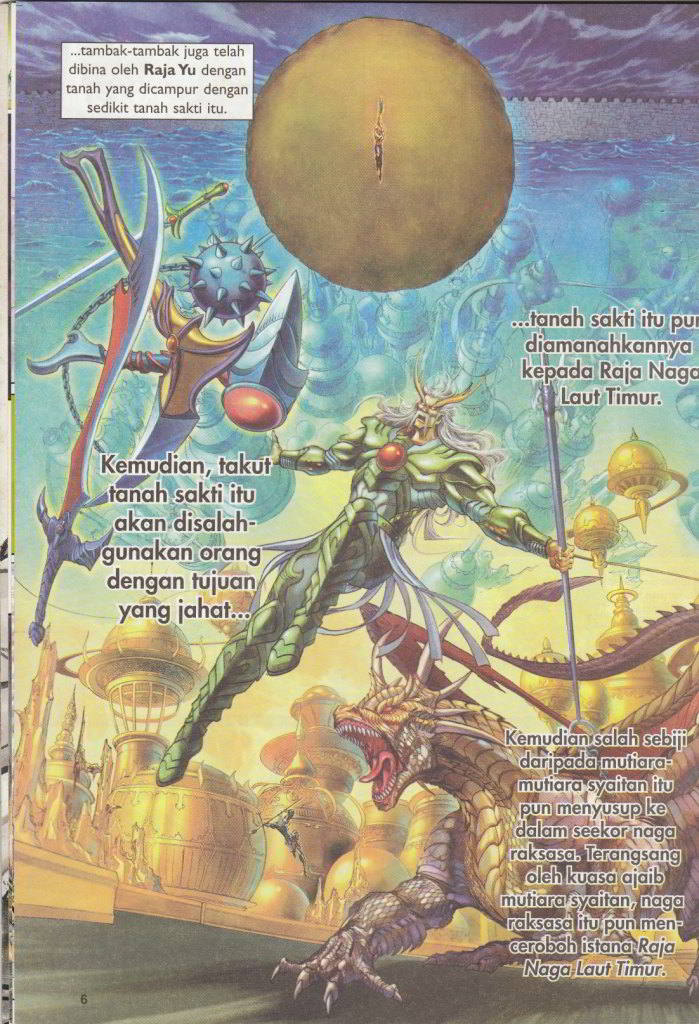 ...tambak-tambak juga telah
dibina oleh Raja Yu dengan
tanah yang dicampur dengan
sedikit tanah sakti itu.
...tanah sakti itu pun
diamanahkannya
kepada Raja Naga
Laut Timur.
Kemudian, takut
tanah sakti itu
akan disalah-
gunakan orang
dengan tujuan
yang jahat...
Kemudian salah sebiji
daripada mutiara-
mutiara syaitan itu
pun menyusup ke
dalam seekor naga
raksasa. Terangsang
oleh kuasa ajaib
mutiara syaitan, naga
raksasa itu pun men-
ceroboh istana Raja
Naga Laut Timur.
6